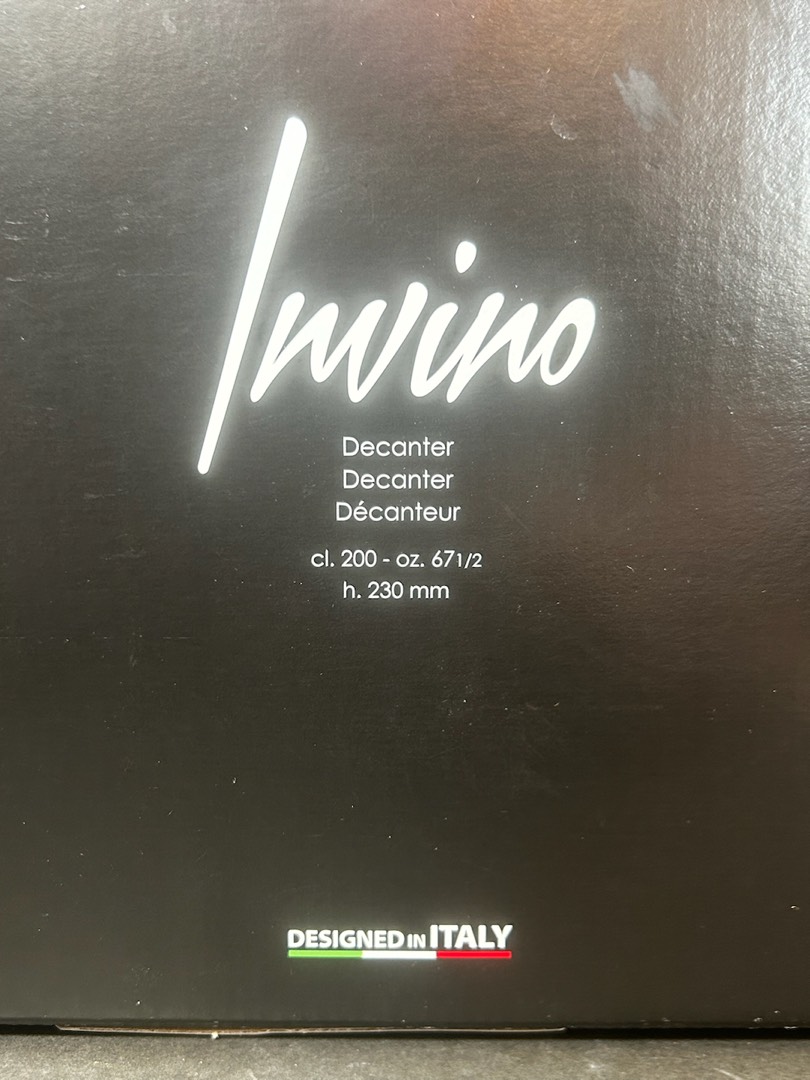 Invino
Decanter
Decanter
Décanteur
cl. 200 - oz. 67 1/2
h. 230 mm
DESIGNED IN ITALY